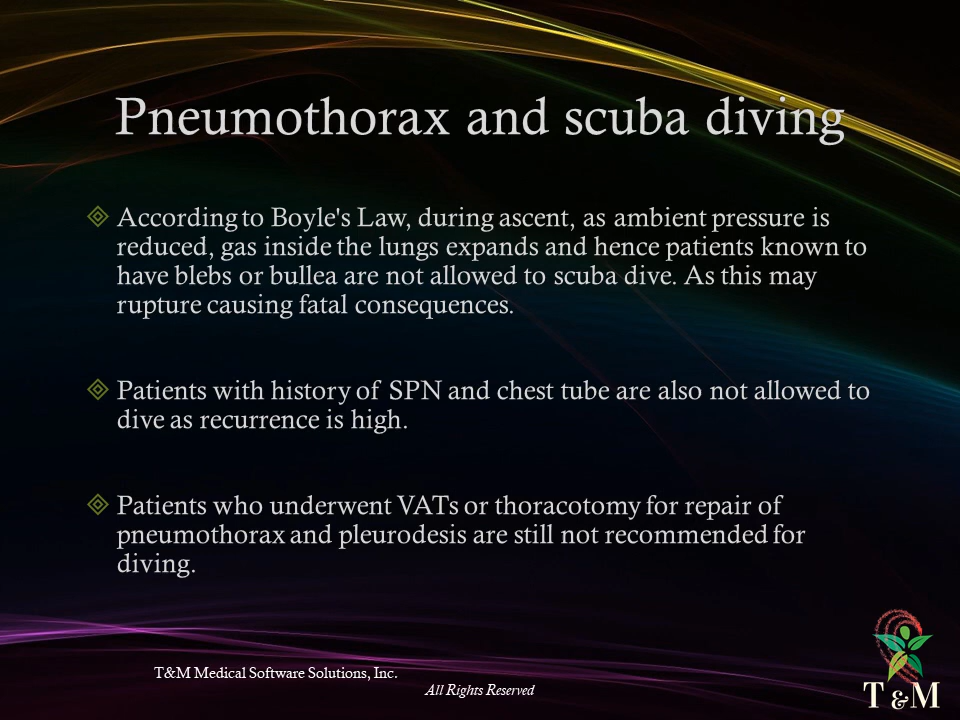 Pneumothorax and scuba diving
According to Boyle's Law, during ascent, as ambient pressure is
reduced, gas inside the lungs expands and hence patients known to
have blebs or bullea are not allowed to scuba dive. As this may
rupture causing fatal consequences.
Patients with history of SPN and chest tube are also not allowed to
dive as recurrence is high.
Patients who underwent VATs or thoracotomy for repair of
pneumothorax and pleurodesis are still not recommended for
diving.
T&M Medical Software Solutions, Inc.
All Rights Reserved
T &M